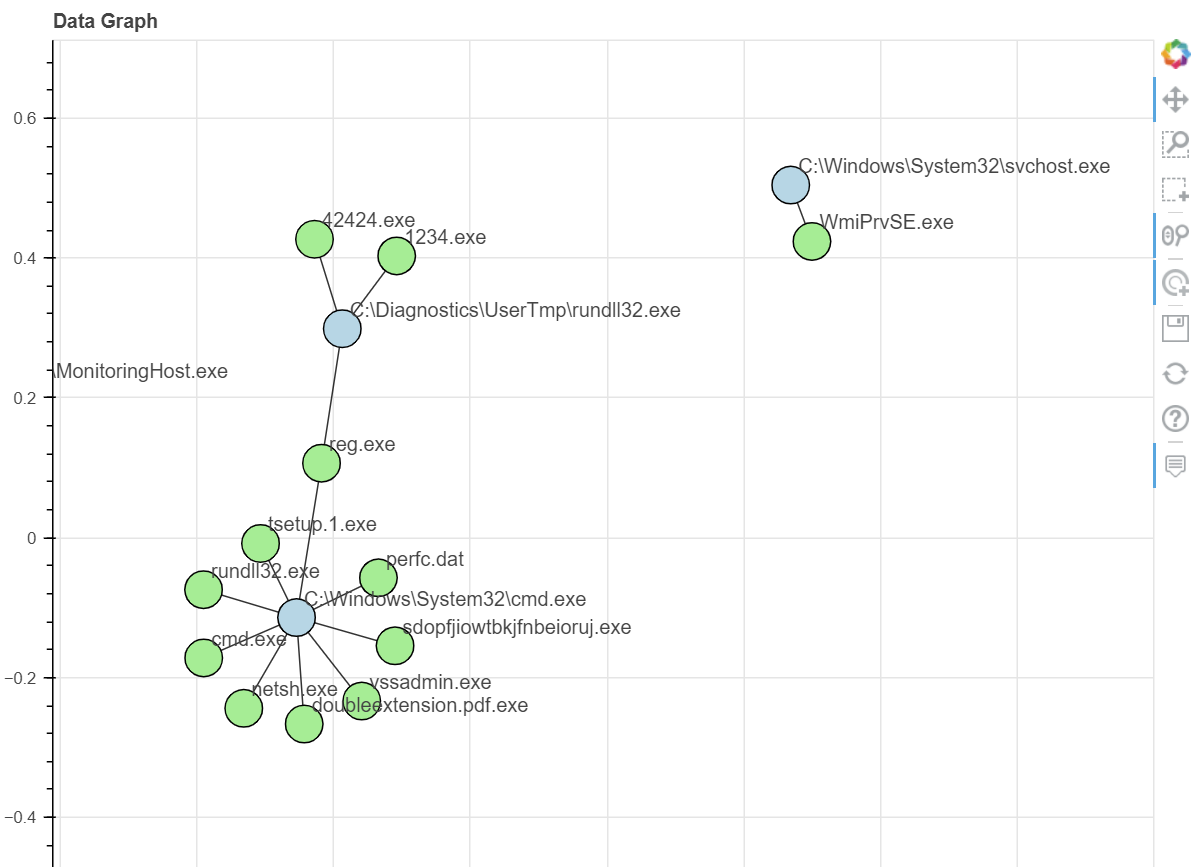 Data Graph
0.6
C:\Windows\System32\svchost.exe
42424.exe
WmiPrvSE.exe
1234.exe
0.4
C:\Diagnostics\UserTmp\rundll32.exe
\MonitoringHost.exe
0.2
reg.exe
tsetup.1.exe
0
perfc.dat
rundll32.exe
C:\Windows\System32\cmd.exe
sdopfjiowtbkjfnbeioruj.exe
cmd.exe
−0.2
vssadmin.exe
netsh.exe
doubleextension.pdf.exe
−0.4